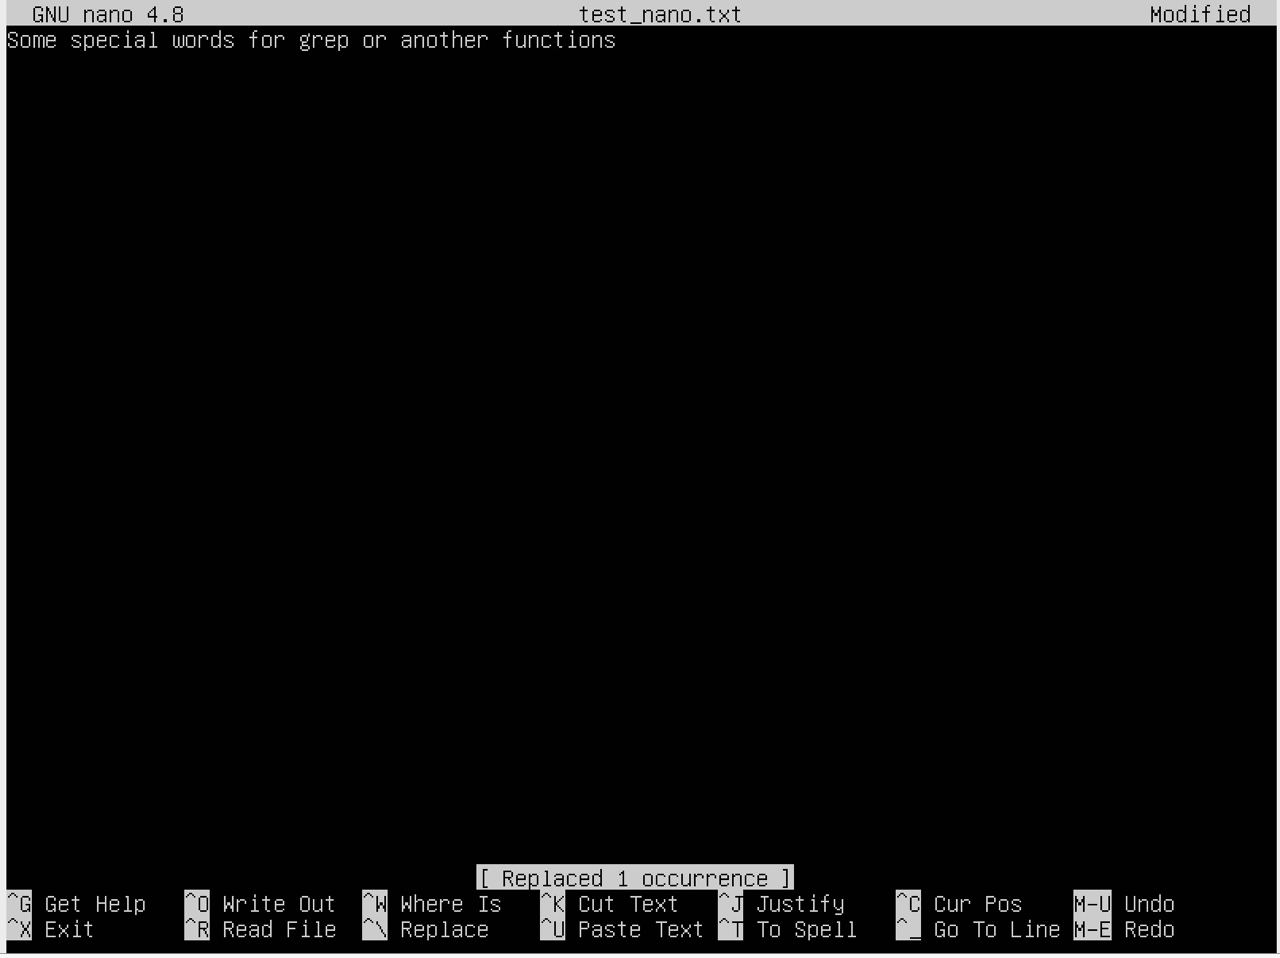 GNU nano 4.8 test_nano.txt Modified
Some special words for grep or another functions
[ Replaced 1 occurrence ]
^G Get Help ^O Write Out ^W Where Is ^K Cut Text ^J Justify ^C Cur Pos M-U Undo
^X Exit ^R Read File ^\ Replace ^U Paste Text ^T To Spell ^_ Go To Line M-E Redo